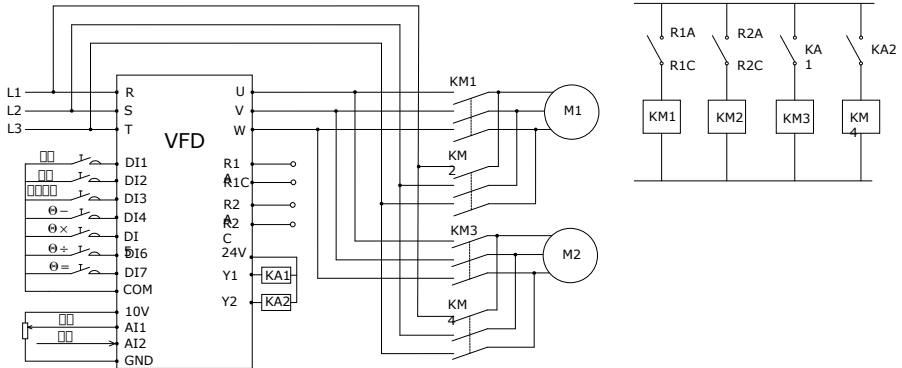 L1
L2
L3
R
S
T
VFD
DI1
DI2
DI3
DI4
DI
5
DI6
DI7
COM
10V
AI1
AI2
GND
Θ−
Θ×
Θ÷
Θ=
U
V
W
R1
A
R1C
R2
A
R2
C
24V
Y1
Y2
KA1
KA2
KM1
KM
2
KM3
KM
4
M1
M2
R1A
R1C
R2A
R2C
KA
1
KA2
KM1
KM2
KM3
KM
4